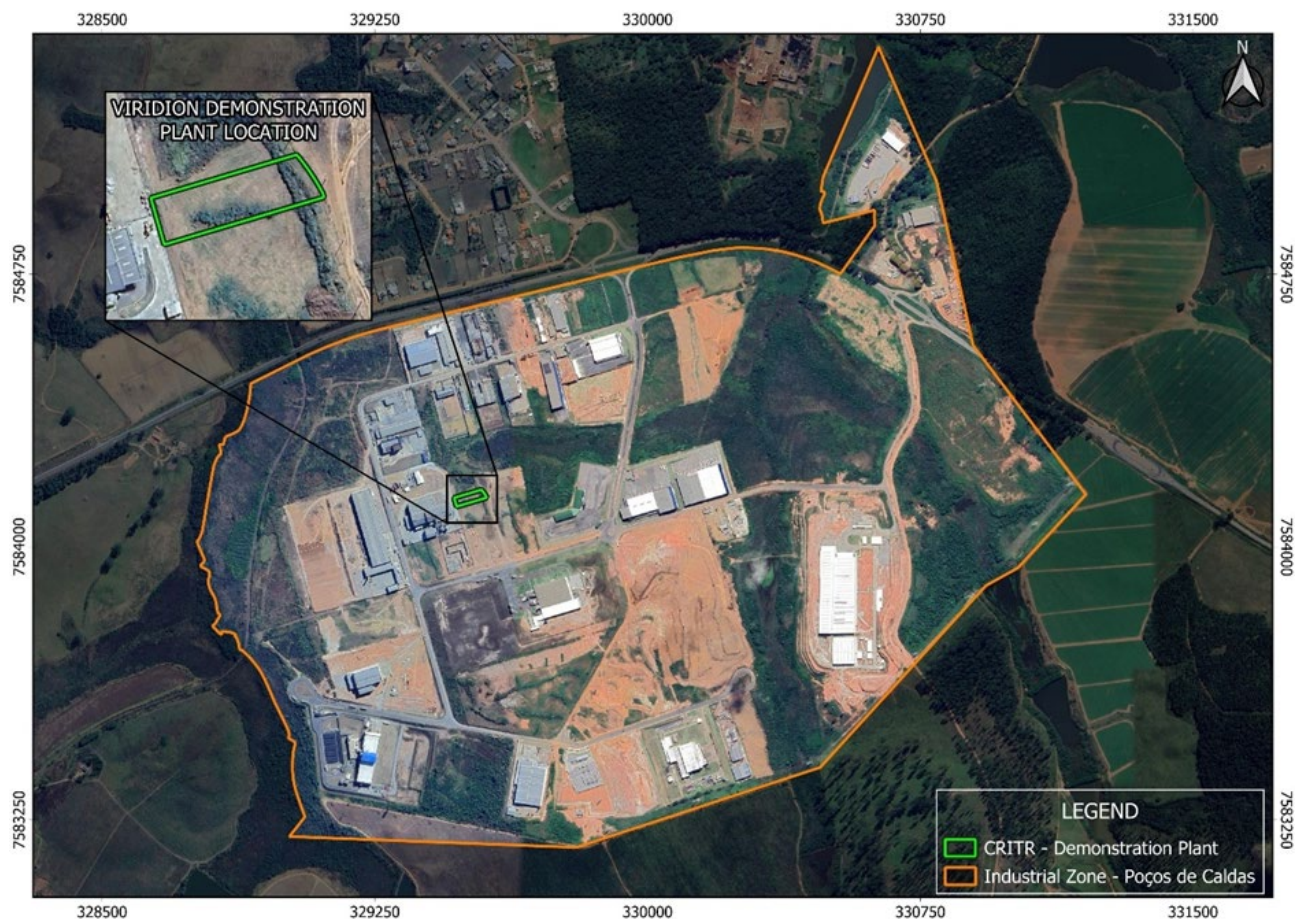 328500 329250 330000 330750 331500
N
VIRIDION DEMONSTRATION
PLANT LOCATION
7584750 7584750
7584000 7584000
7583250 7583250
LEGEND
CRITR - Demonstration Plant
Industrial Zone - Poços de Caldas
328500 329250 330000 330750 331500